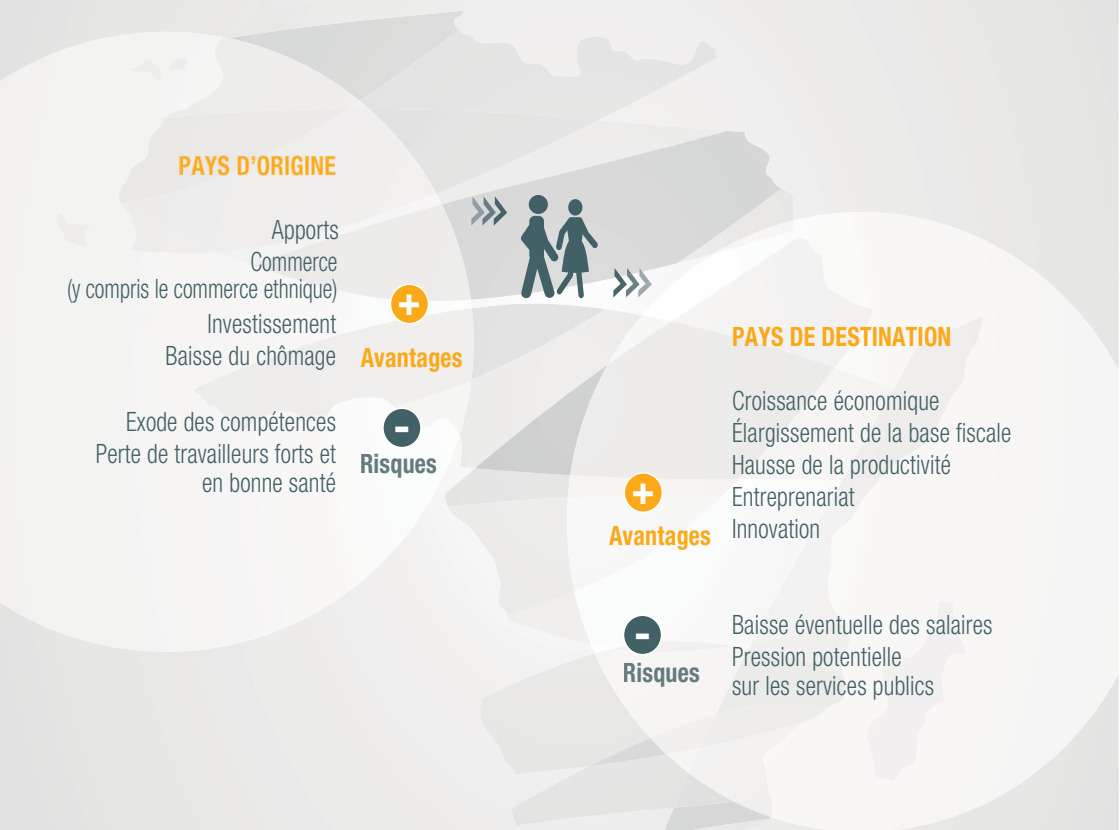 PAYS D'ORIGINE
Apports
Commerce
(y compris le commerce ethnique)
Investissement
Baisse du chômage
+
Avantages
Exode des compétences
Perte de travailleurs forts et
en bonne santé
-
Risques
PAYS DE DESTINATION
Croissance économique
Élargissement de la base fiscale
Hausse de la productivité
Entreprenariat
Innovation
+
Avantages
Baisse éventuelle des salaires
Pression potentielle
sur les services publics
-
Risques